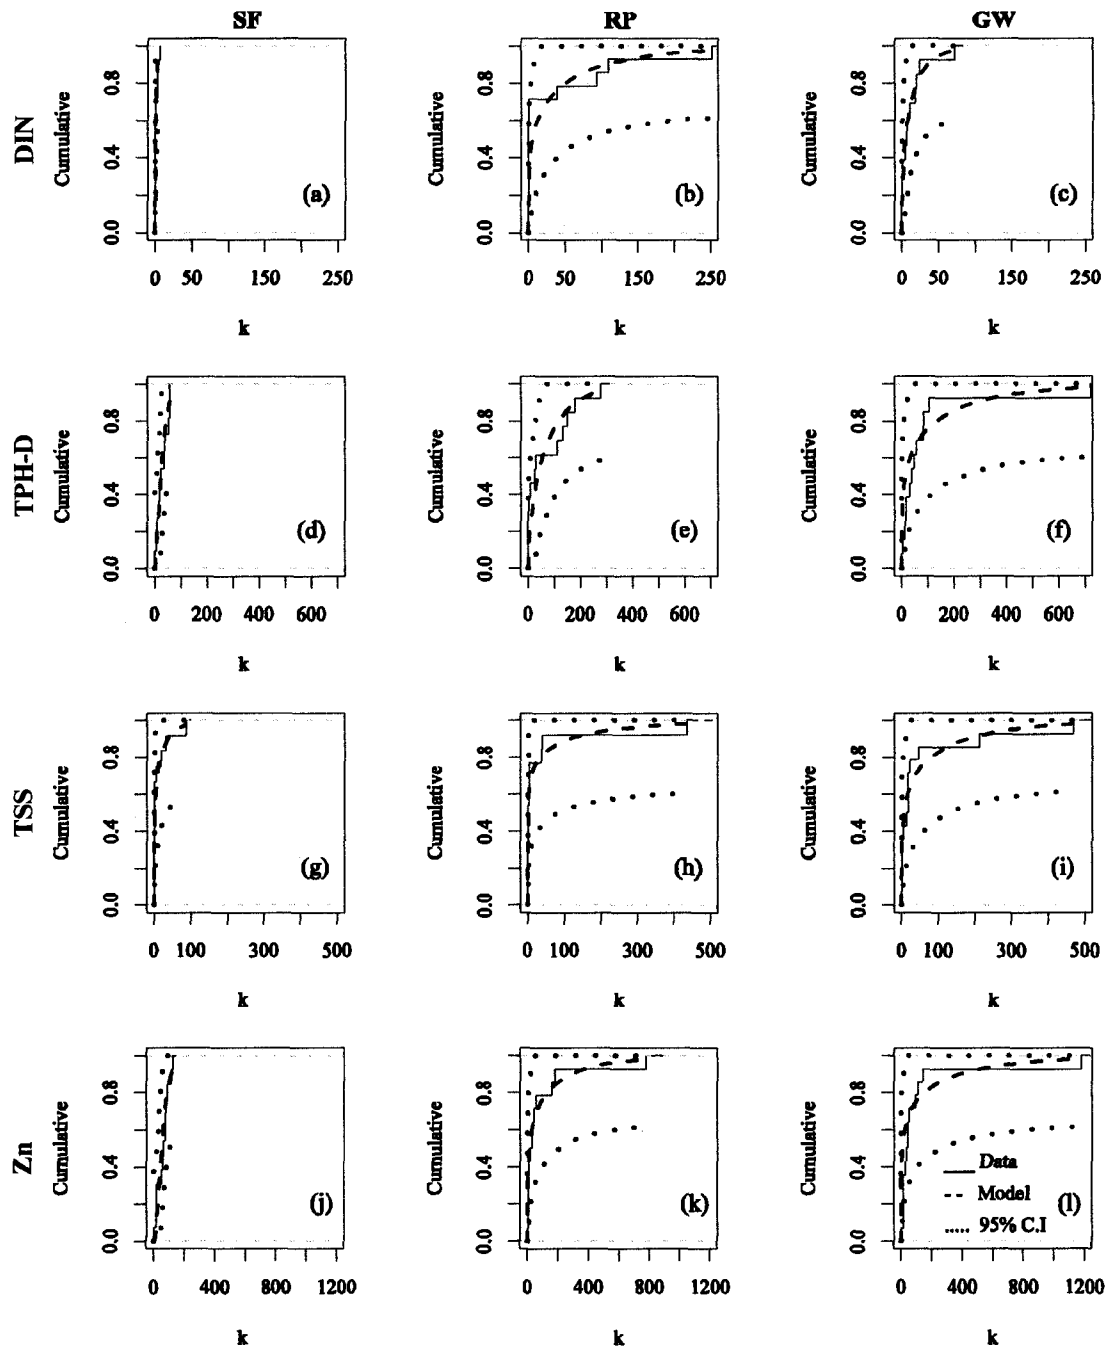 SF RP GW
DIN
Cumulative 0.0 0.4 0.8 (a) 0 50 150 250 k
Cumulative 0.0 0.4 0.8 (b) 0 50 150 250 k
Cumulative 0.0 0.4 0.8 (c) 0 50 150 250 k
TPH-D
Cumulative 0.0 0.4 0.8 (d) 0 200 400 600 k
Cumulative 0.0 0.4 0.8 (e) 0 200 400 600 k
Cumulative 0.0 0.4 0.8 (f) 0 200 400 600 k
TSS
Cumulative 0.0 0.4 0.8 (g) 0 100 300 500 k
Cumulative 0.0 0.4 0.8 (h) 0 100 300 500 k
Cumulative 0.0 0.4 0.8 (i) 0 100 300 500 k
Zn
Cumulative 0.0 0.4 0.8 (j) 0 400 800 1200 k
Cumulative 0.0 0.4 0.8 (k) 0 400 800 1200 k
Cumulative 0.0 0.4 0.8 (l) 0 400 800 1200 k
Data
Model
95% C.I